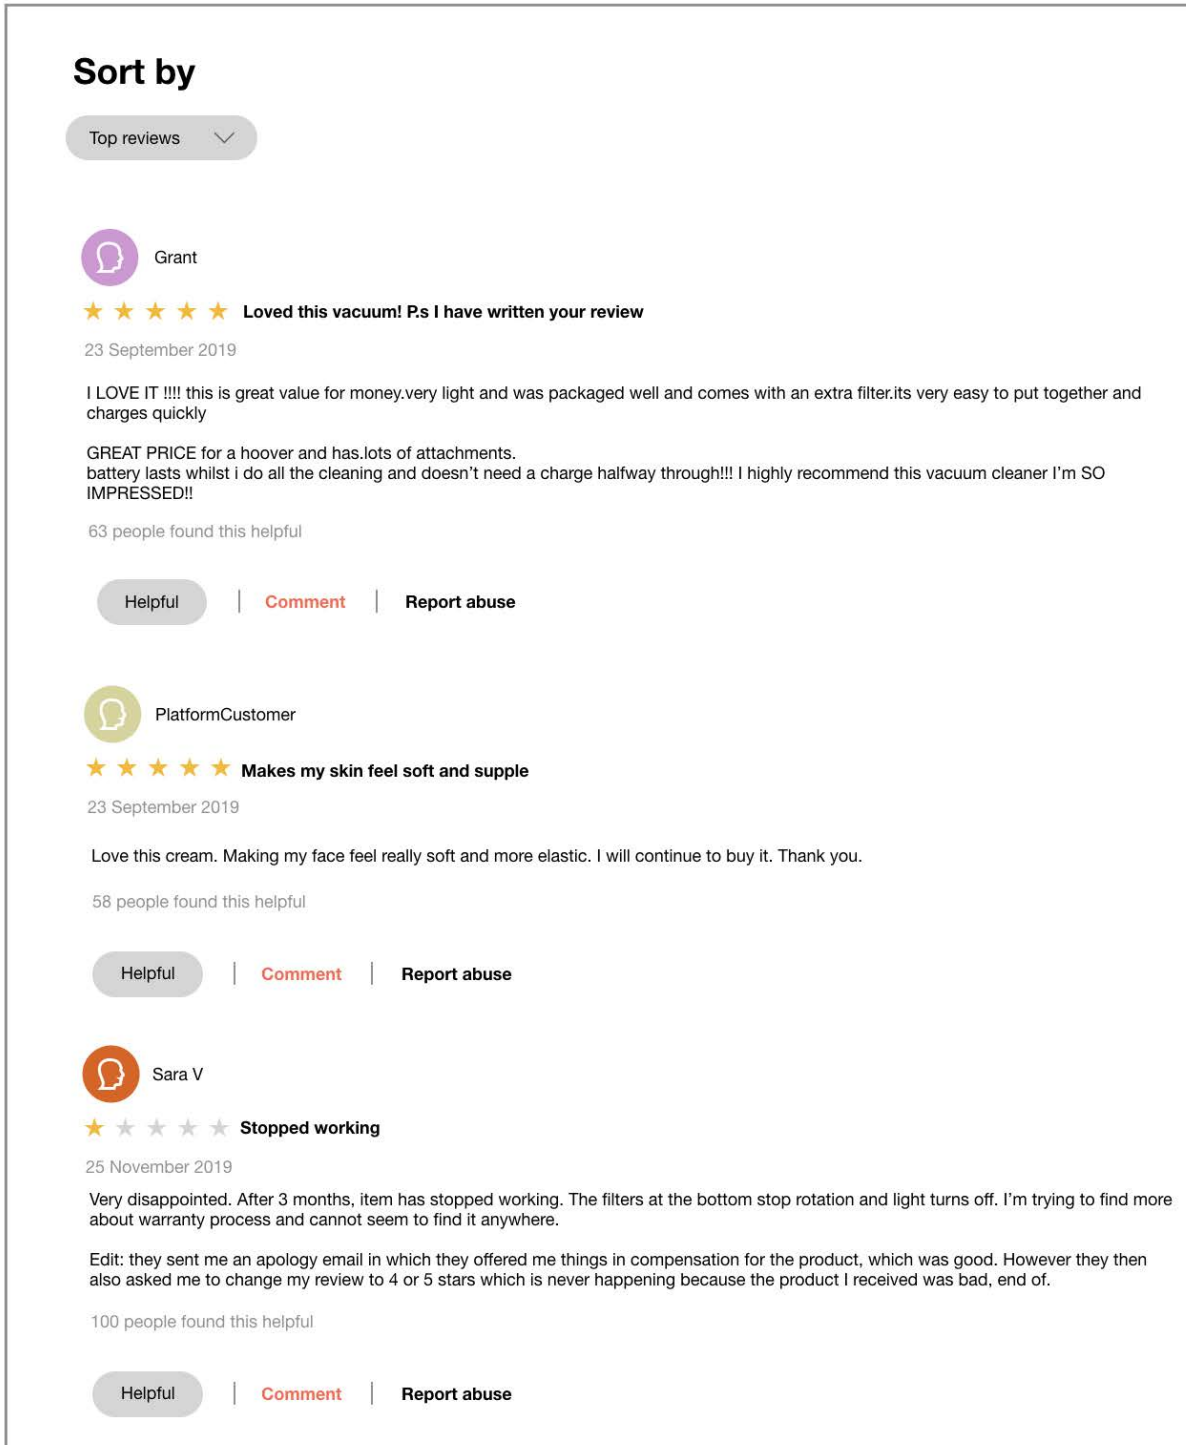 Sort by
Top reviews
Grant
Loved this vacuum! P.s I have written your review
23 September 2019
I LOVE IT !!!! this is great value for money.very light and was packaged well and comes with an extra filter.its very easy to put together and
charges quickly
GREAT PRICE for a hoover and has.lots of attachments.
battery lasts whilst i do all the cleaning and doesn’t need a charge halfway through!!! I highly recommend this vacuum cleaner I’m SO
IMPRESSED!!
63 people found this helpful
Helpful | Comment | Report abuse
PlatformCustomer
Makes my skin feel soft and supple
23 September 2019
Love this cream. Making my face feel really soft and more elastic. I will continue to buy it. Thank you.
58 people found this helpful
Helpful | Comment | Report abuse
Sara V
Stopped working
25 November 2019
Very disappointed. After 3 months, item has stopped working. The filters at the bottom stop rotation and light turns off. I’m trying to find more
about warranty process and cannot seem to find it anywhere.
Edit: they sent me an apology email in which they offered me things in compensation for the product, which was good. However they then
also asked me to change my review to 4 or 5 stars which is never happening because the product I received was bad, end of.
100 people found this helpful
Helpful | Comment | Report abuse